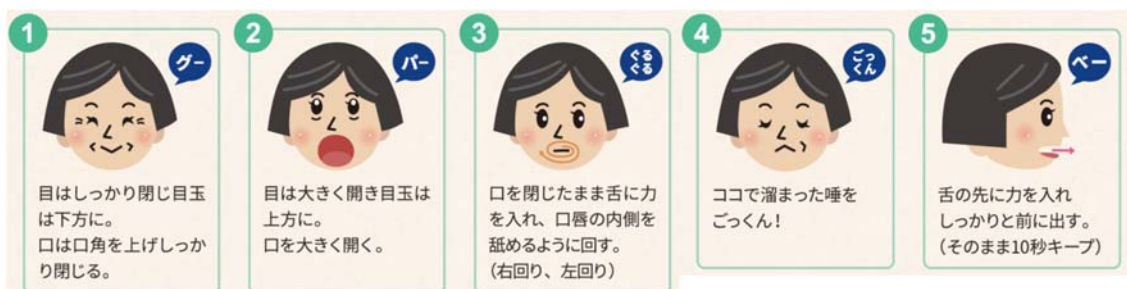 1
グー
目はしっかり閉じ目玉
は下方に。
口は口角を上げしっか
り閉じる。
2
パー
目は大きく開き目玉は
上方に。
口を大きく開く。
3
ぐる
ぐる
口を閉じたまま舌に力
を入れ、口唇の内側を
舐めるように回す。
（右回り、左回り）
4
ごっ
くん
ココで溜まった唾を
ごっくん！
5
ベー
舌の先に力を入れ
しっかりと前に出す。
（そのまま10秒キープ）